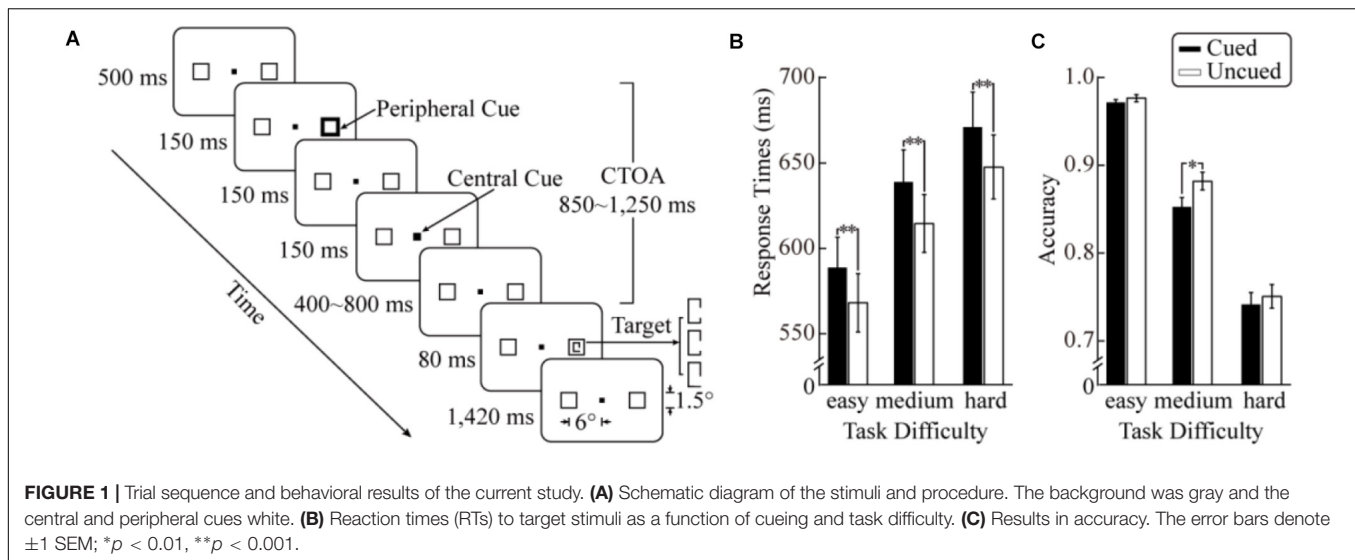 A
500 ms
Peripheral Cue
150 ms
Central Cue
150 ms
CTOA
850~1,250 ms
150 ms
Time
400~800 ms
Target
80 ms
1.5°
6°
1,420 ms
B
Response Times (ms)
700
650
600
550
0
**
**
**
easy medium hard
Task Difficulty
C
Cued
Uncued
Accuracy
1.0
0.9
0.8
0.7
0
*
easy medium hard
Task Difficulty
FIGURE 1 | Trial sequence and behavioral results of the current study. (A) Schematic diagram of the stimuli and procedure. The background was gray and the
central and peripheral cues white. (B) Reaction times (RTs) to target stimuli as a function of cueing and task difficulty. (C) Results in accuracy. The error bars denote
±1 SEM; *p < 0.01, **p < 0.001.